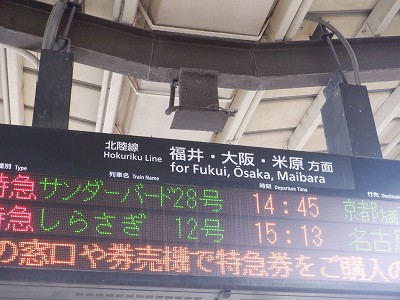 北陸線
Hokuriku Line
福井・大阪・米原 方面
for Fukui, Osaka, Maibara
種別 Type 列車名 Train Name 時刻 Departure Time 行先 Destination
特急 サンダーバード 28号 14:45 京都
特急 しらさぎ 12号 15:13 名古
の窓口や券売機で特急券をご購入の